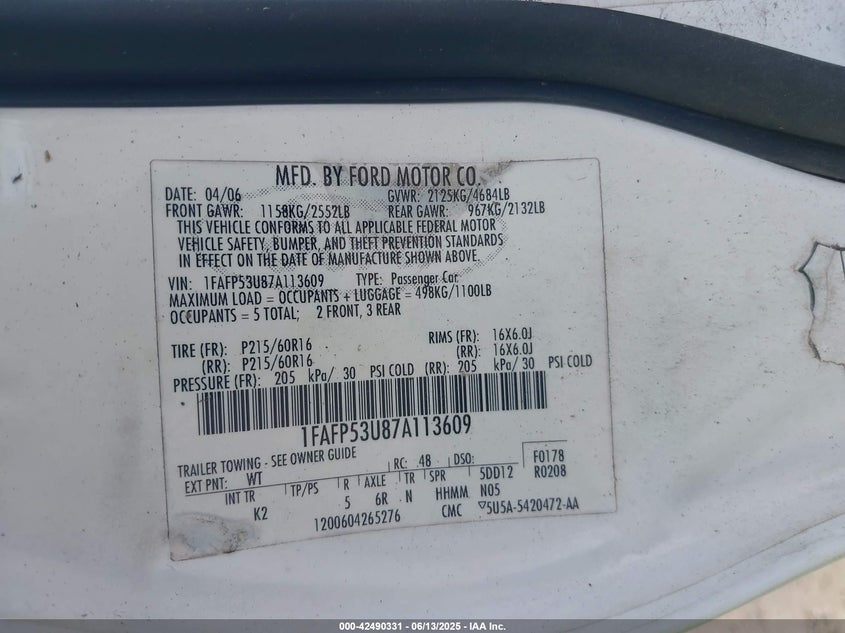 MFD. BY FORD MOTOR CO.
DATE: 04/06 GVWR: 2125KG/4684LB
FRONT GAWR: 1158KG/2552LB REAR GAWR: 967KG/2132LB
THIS VEHICLE CONFORMS TO ALL APPLICABLE FEDERAL MOTOR
VEHICLE SAFETY, BUMPER, AND THEFT PREVENTION STANDARDS
IN EFFECT ON THE DATE OF MANUFACTURE SHOWN ABOVE.
VIN: 1FAFP53U87A113609 TYPE: Passenger Car
MAXIMUM LOAD = OCCUPANTS + LUGGAGE = 498KG/1100LB
OCCUPANTS = 5 TOTAL; 2 FRONT, 3 REAR
TIRE (FR): P215/60R16 RIMS (FR): 16X6.0J
(RR): P215/60R16 (RR): 16X6.0J
PRESSURE (FR): 205 kPa/ 30 PSI COLD (RR): 205 kPa/ 30 PSI COLD
1FAFP53U87A113609
TRAILER TOWING - SEE OWNER GUIDE
EXT PNT: WT RC: 48 DSO: F0178
INT TR TP/PS R AXLE TR SPR 5DD12 R0208
K2 5 6R N HHMM N05
1200604265276 CMC ▽5U5A-5420472-AA
000-42490331 - 06/13/2025 - IAA Inc.